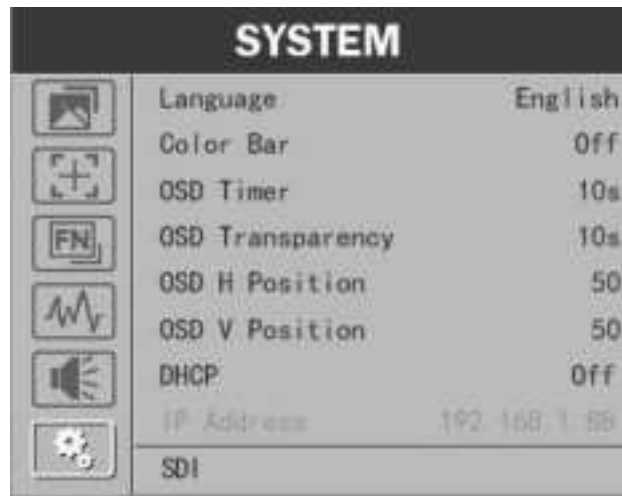 SYSTEM
Language English
Color Bar Off
OSD Timer 10s
FN
OSD Transparency 10s
OSD H Position 50
OSD V Position 50
DHCP Off
IP Address 192.168.1.88
SDI